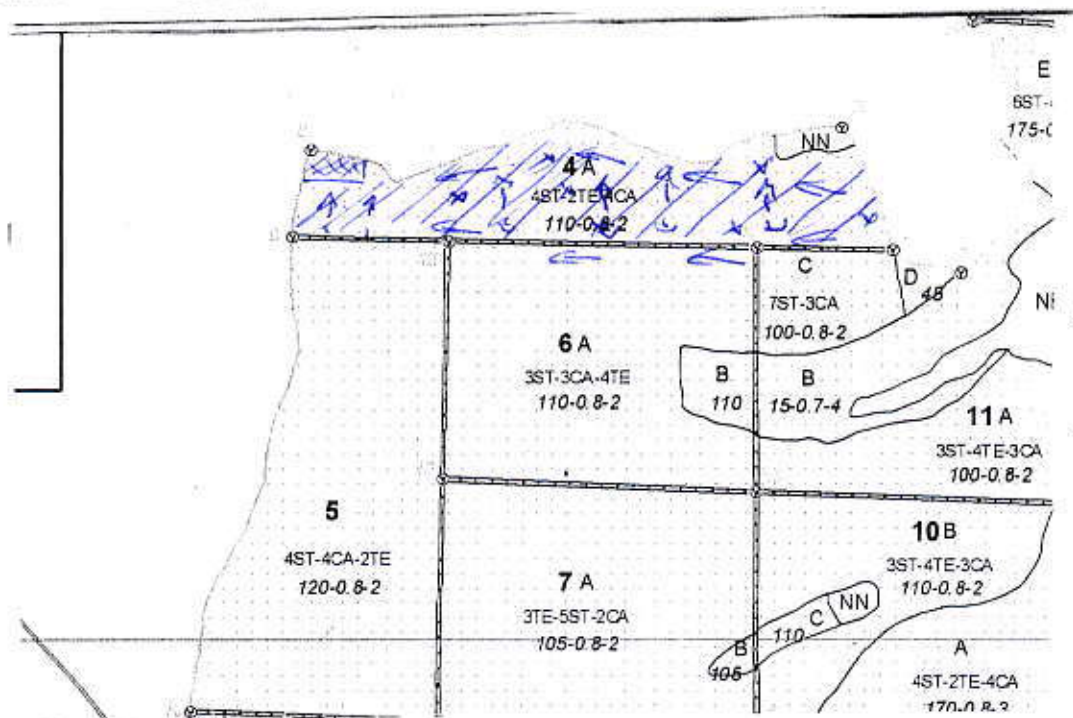 E
6ST-
175-0
NN
4 A
4ST-2TE-4CA
110-0.8-2
C
7ST-3CA
100-0.8-2
D
45
6 A
3ST-3CA-4TE
110-0.8-2
B
110
B
15-0.7-4
11 A
3ST-4TE-3CA
100-0.8-2
5
4ST-4CA-2TE
120-0.8-2
7 A
3TE-5ST-2CA
105-0.8-2
10 B
3ST-4TE-3CA
110-0.8-2
NN
C
110
B
105
A
4ST-2TE-4CA